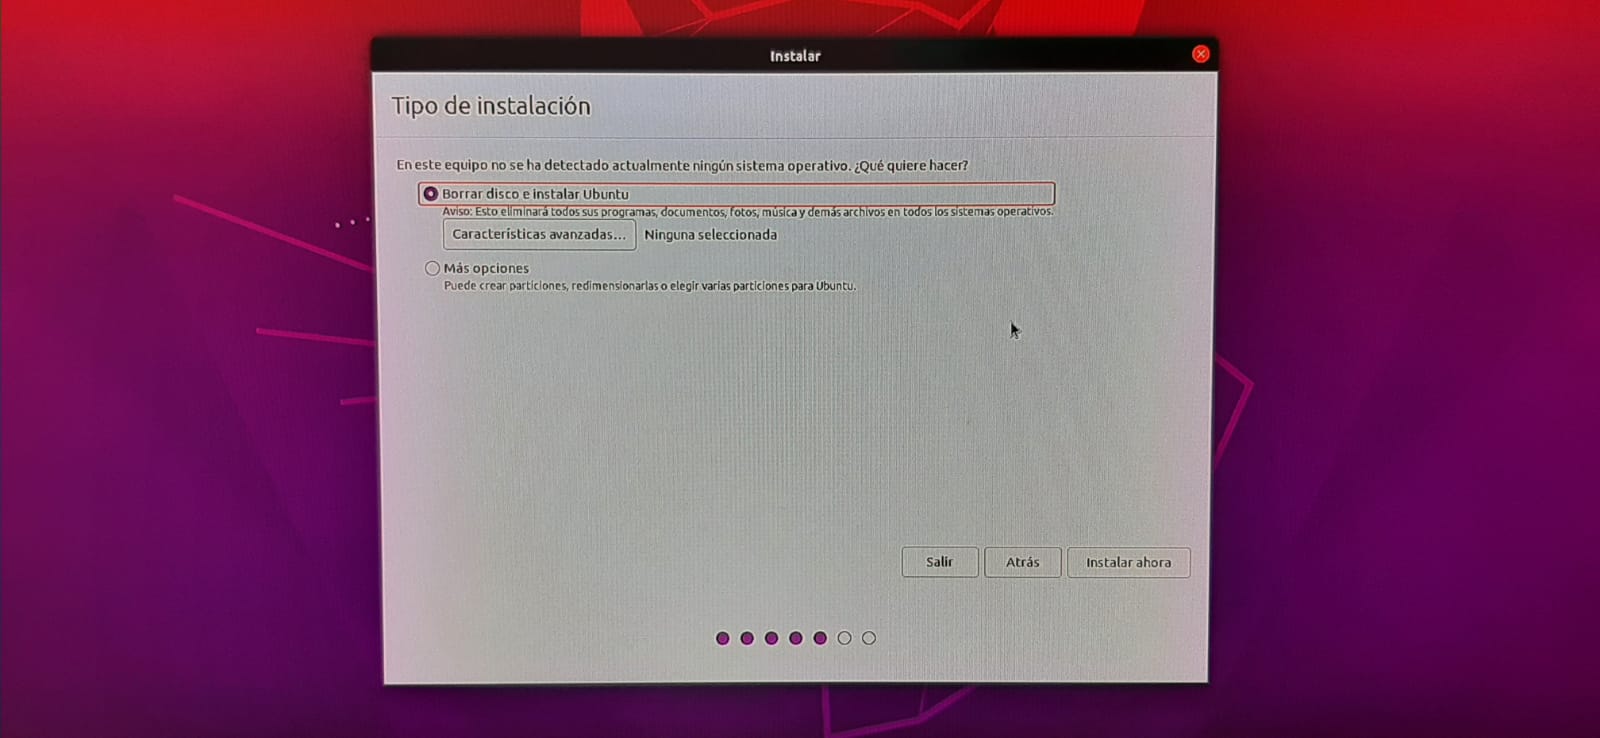 Instalar
Tipo de instalación
En este equipo no se ha detectado actualmente ningún sistema operativo. ¿Qué quiere hacer?
Borrar disco e instalar Ubuntu
Aviso: Esto eliminará todos sus programas, documentos, fotos, música y demás archivos en todos los sistemas operativos.
Características avanzadas... Ninguna seleccionada
Más opciones
Puede crear particiones, redimensionarlas o elegir varias particiones para Ubuntu.
Salir Atrás Instalar ahora